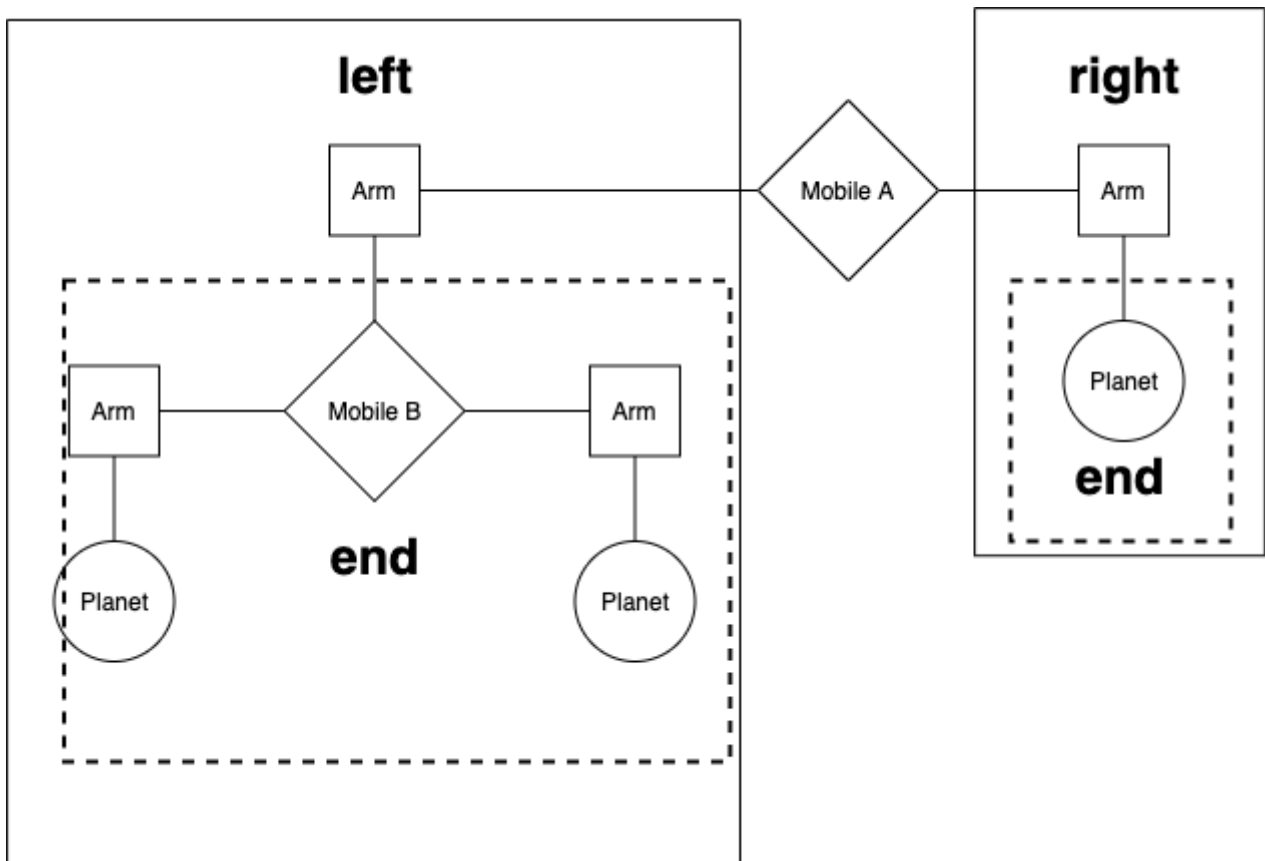 left
right
Arm
Mobile A
Arm
Arm
Mobile B
Arm
Planet
end
end
Planet
Planet